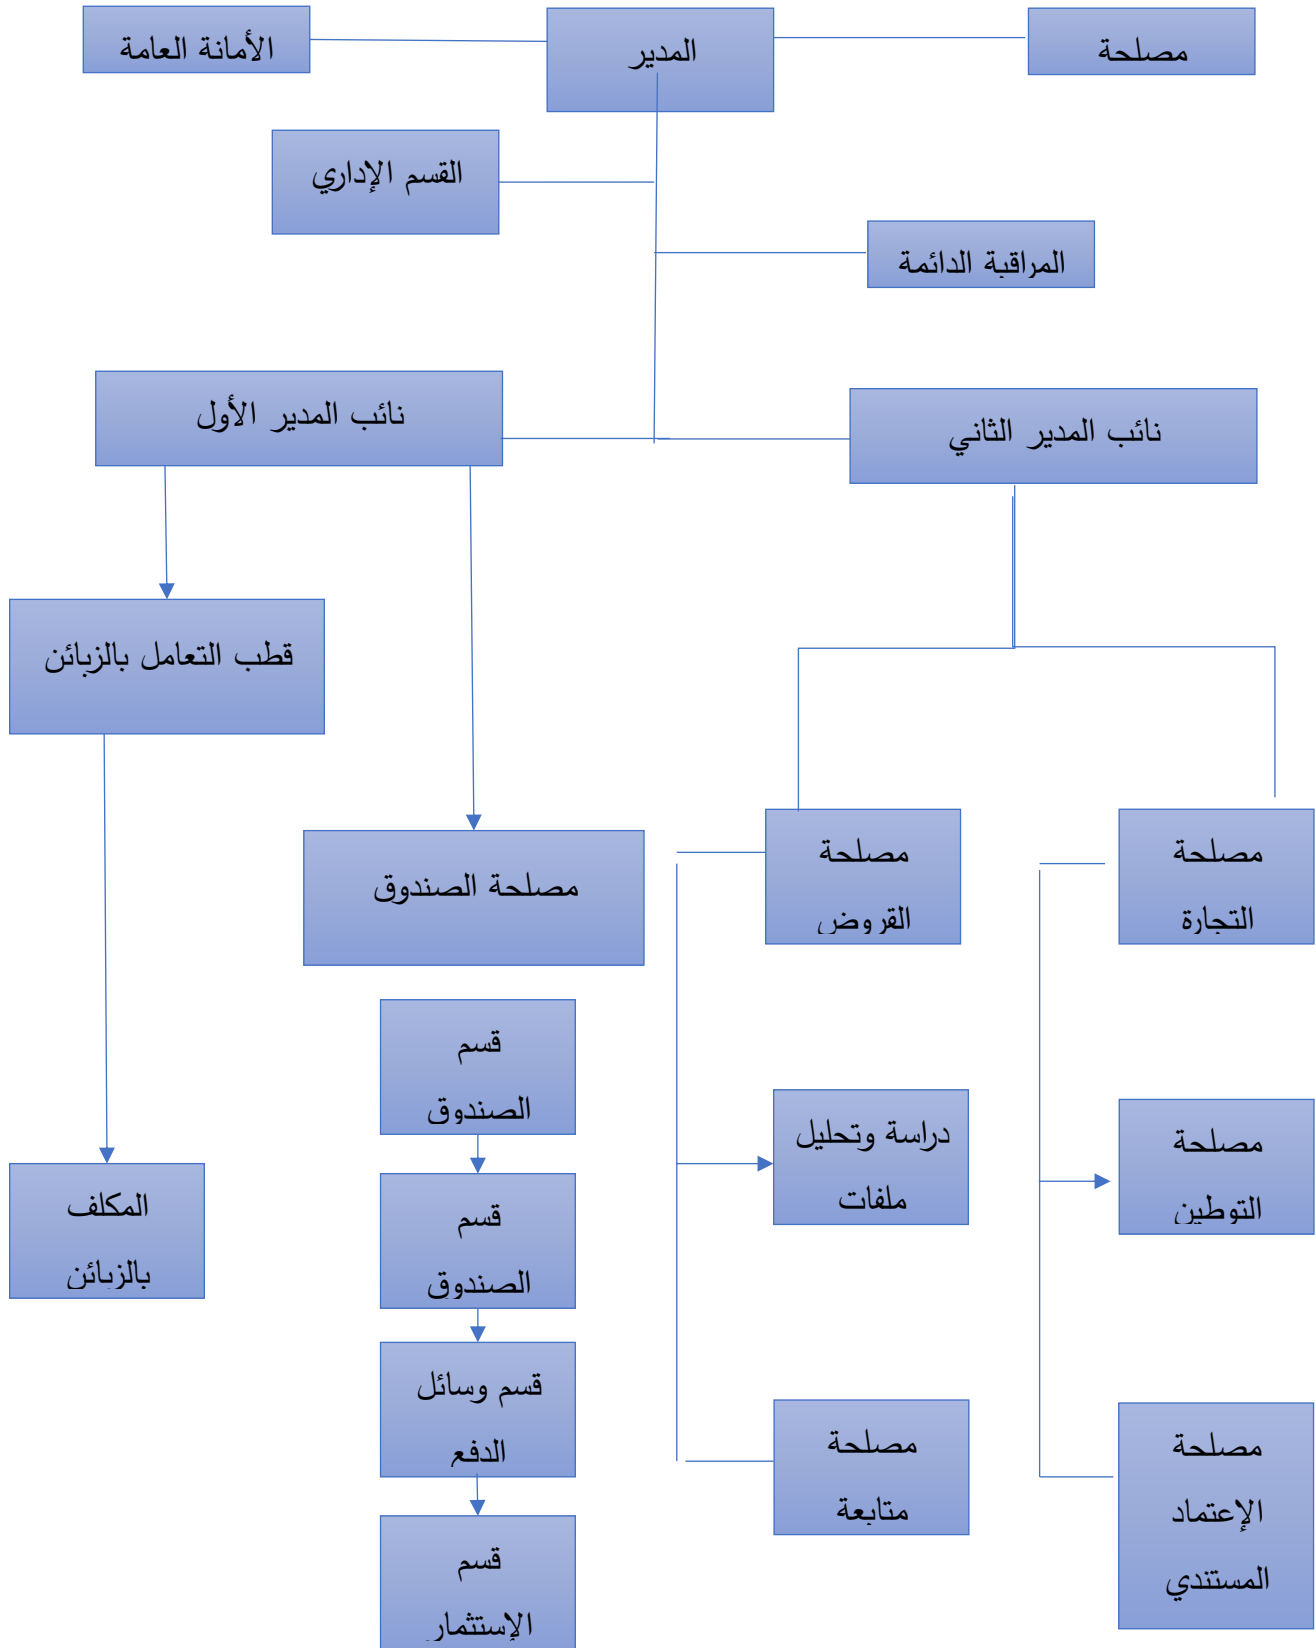 مصلحة
المدير
الأمانة العامة
القسم الإداري
المراقبة الدائمة
نائب المدير الثاني
نائب المدير الأول
قطب التعامل بالزبائن
مصلحة
التجارة
مصلحة
القروض
مصلحة الصندوق
قسم
الصندوق
دراسة وتحليل
ملفات
مصلحة
التوطين
المكلف
بالزبائن
قسم
الصندوق
قسم وسائل
الدفع
مصلحة
متابعة
مصلحة
الإعتماد
المستندي
قسم
الإستثمار